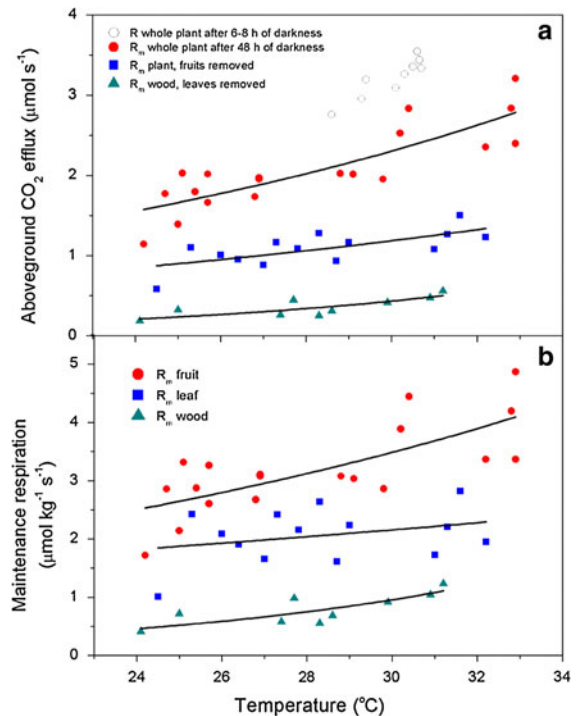 R whole plant after 6-8 h of darkness
Rm whole plant after 48 h of darkness
Rm plant, fruits removed
Rm wood, leaves removed
a
4
3
2
1
0
Aboveground CO2 efflux
(μmol s-1)
Rm fruit
Rm leaf
Rm wood
b
5
4
3
2
1
0
Maintenance respiration
(μmol kg-1 s-1)
24 26 28 30 32 34
Temperature (°C)